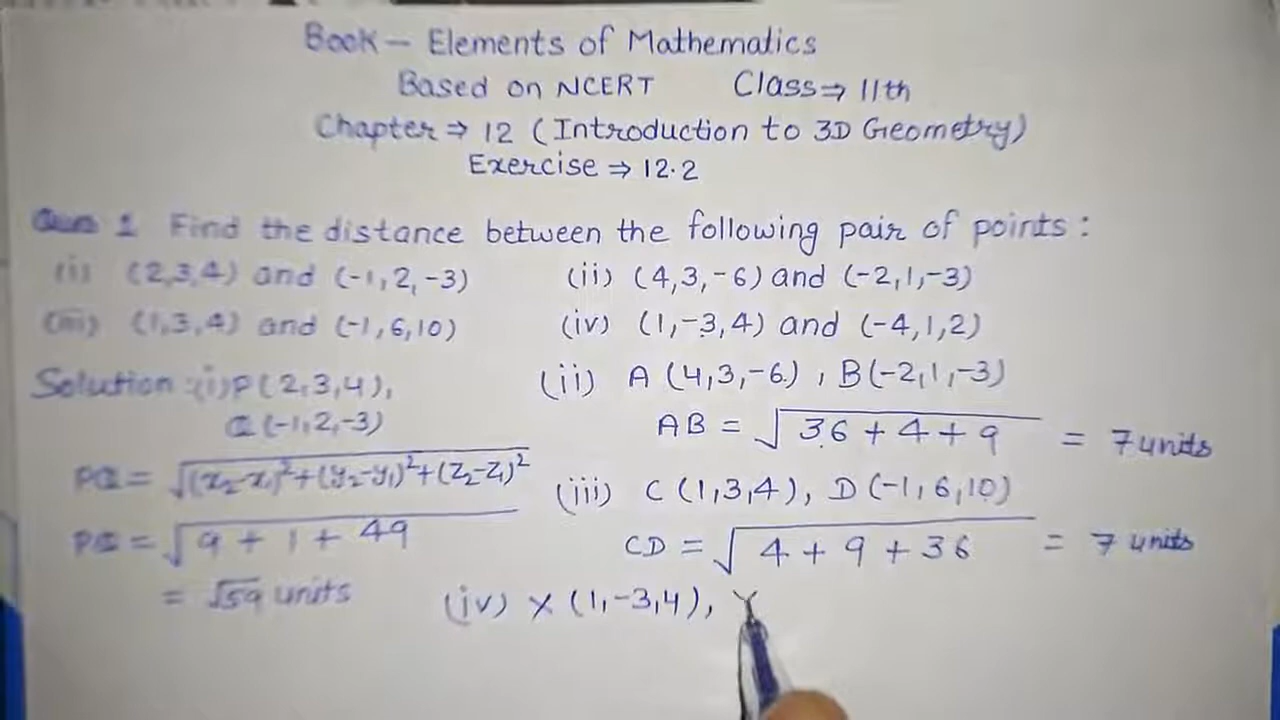 Book — Elements of Mathematics
Based on NCERT Class ⇒ 11th
Chapter ⇒ 12 (Introduction to 3D Geometry)
Exercise ⇒ 12.2
Ques 1 Find the distance between the following pair of points :
(i) (2,3,4) and (-1,2,-3) (ii) (4,3,-6) and (-2,1,-3)
(iii) (1,3,4) and (-1,6,10) (iv) (1,-3,4) and (-4,1,2)
Solution :(i) P(2,3,4),
Q(-1,2,-3)
PQ = √(x₂-x₁)²+(y₂-y₁)²+(z₂-z₁)²
PQ = √9 + 1 + 49
= √59 units
(ii) A (4,3,-6), B(-2,1,-3)
AB = √36 + 4 + 9 = 7 units
(iii) C (1,3,4), D(-1,6,10)
CD = √4 + 9 + 36 = 7 units
(iv) X (1,-3,4), Y